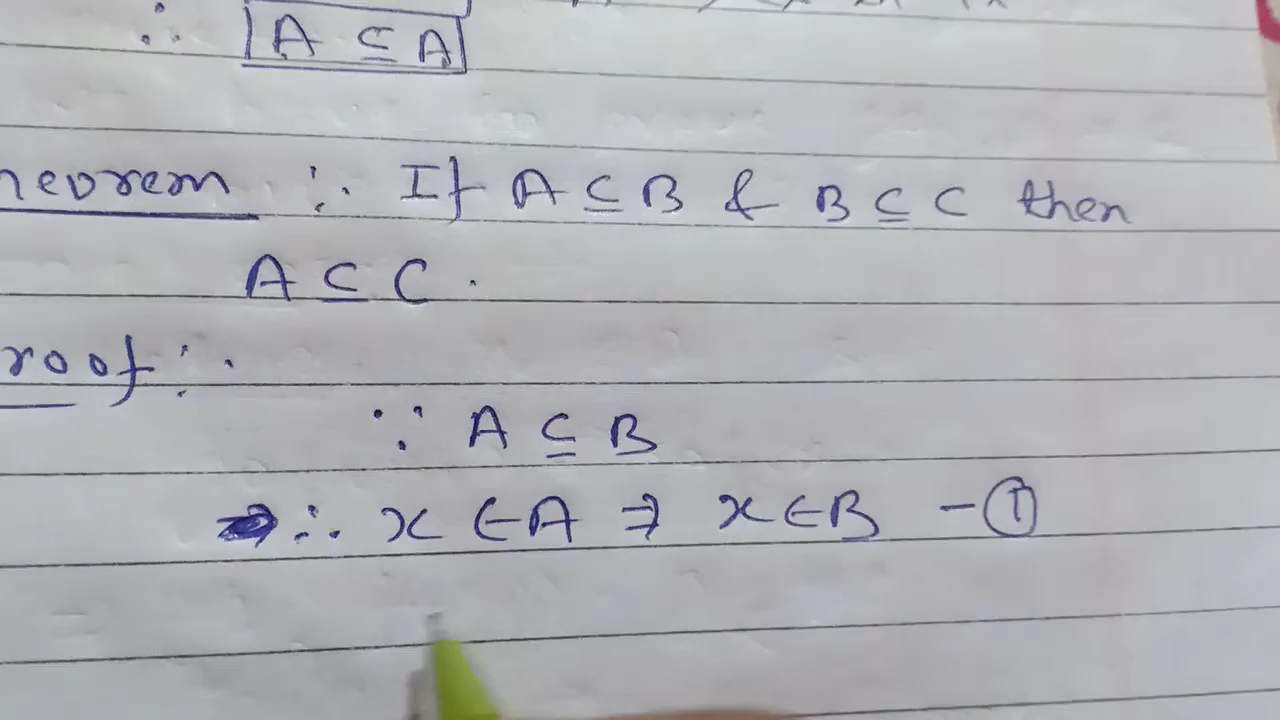 ∴ A ⊆ A
heorem :· If A ⊆ B & B ⊆ C then
A ⊆ C.
roof :·
∵ A ⊆ B
∴ x ∈ A ⇒ x ∈ B - ①